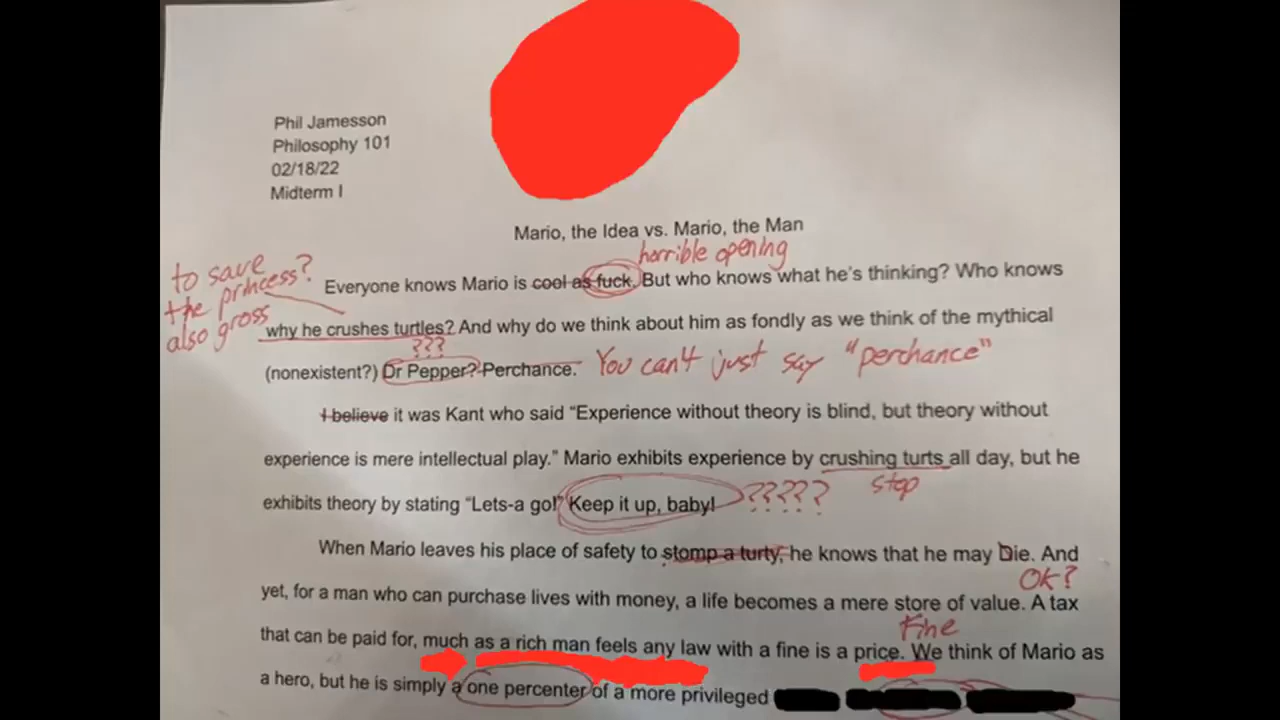 Phil Jamesson
Philosophy 101
02/18/22
Midterm I
Mario, the Idea vs. Mario, the Man
horrible opening
to save
the princess?
also gross
Everyone knows Mario is cool as fuck. But who knows what he's thinking? Who knows
why he crushes turtles? And why do we think about him as fondly as we think of the mythical
???
(nonexistent?) Dr Pepper? Perchance. You can't just say "perchance"
I believe it was Kant who said “Experience without theory is blind, but theory without
experience is mere intellectual play.” Mario exhibits experience by crushing turts all day, but he
stop
exhibits theory by stating “Lets-a go!” Keep it up, baby! ?????
When Mario leaves his place of safety to stomp a turty, he knows that he may Die. And
OK?
yet, for a man who can purchase lives with money, a life becomes a mere store of value. A tax
Fine
that can be paid for, much as a rich man feels any law with a fine is a price. We think of Mario as
a hero, but he is simply a one percenter of a more privileged